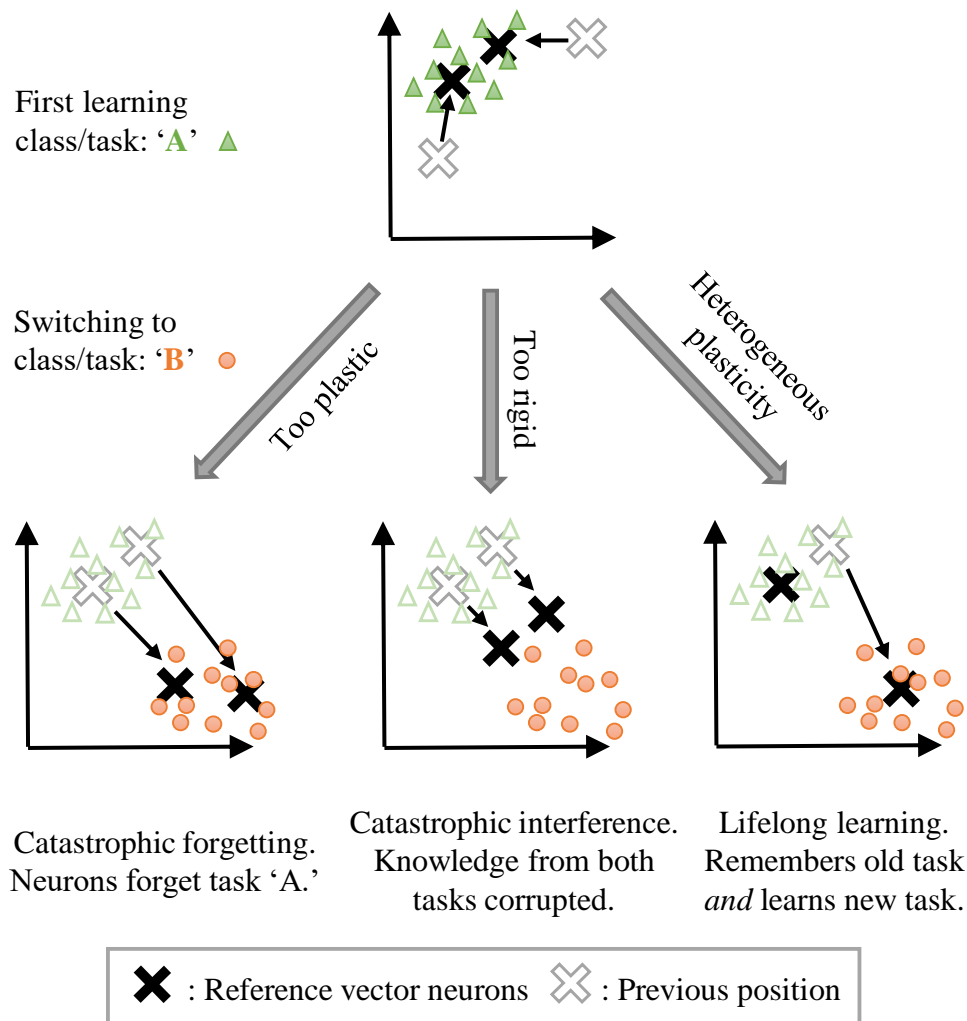 First learning
class/task: ‘A’
Switching to
class/task: ‘B’
Too plastic
Too rigid
Heterogeneous
plasticity
Catastrophic forgetting.
Neurons forget task ‘A.’
Catastrophic interference.
Knowledge from both
tasks corrupted.
Lifelong learning.
Remembers old task
and learns new task.
: Reference vector neurons
: Previous position